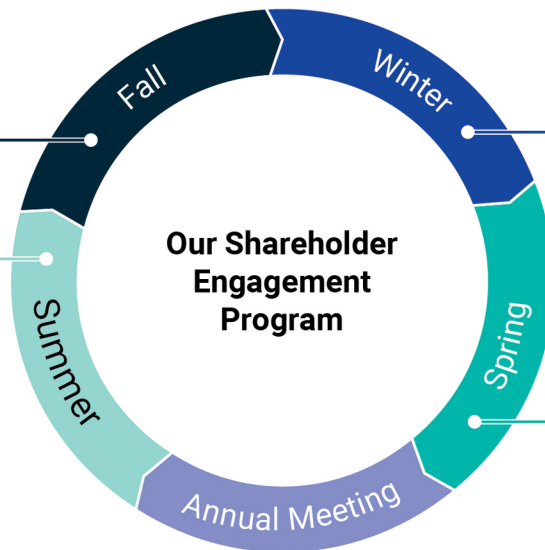 Fall
Winter
Our Shareholder
Engagement
Program
Summer
Spring
Annual Meeting